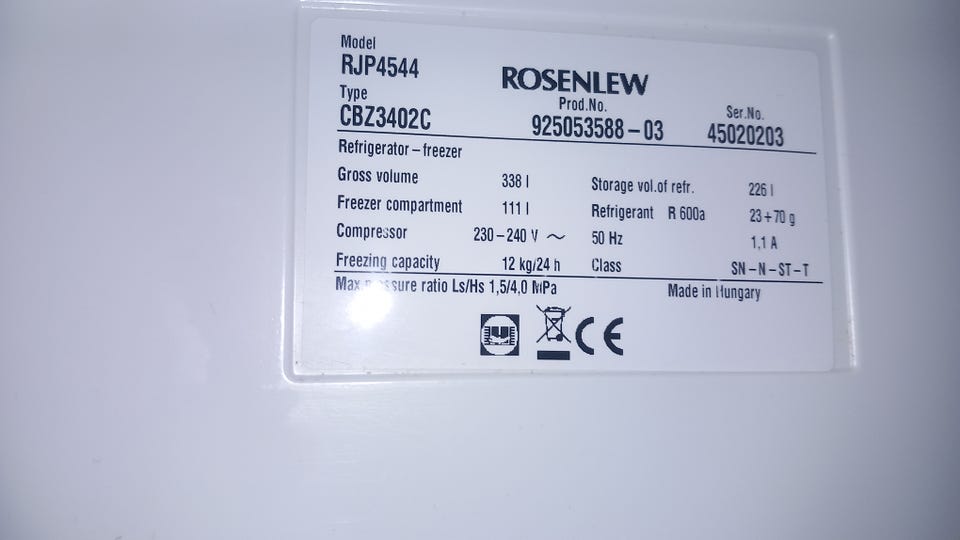 Model
RJP4544
ROSENLEW
Type
CBZ3402C
Prod.No.
925053588-03
Ser.No.
45020203
Refrigerator-freezer
Gross volume 338 l Storage vol.of refr. 226 l
Freezer compartment 111 l Refrigerant R 600a 23+70 g
Compressor 230-240 V ~ 50 Hz 1,1 A
Freezing capacity 12 kg/24 h Class SN-N-ST-T
Max ratio Ls/Hs 1,5/4,0 MPa Made in Hungary
CE